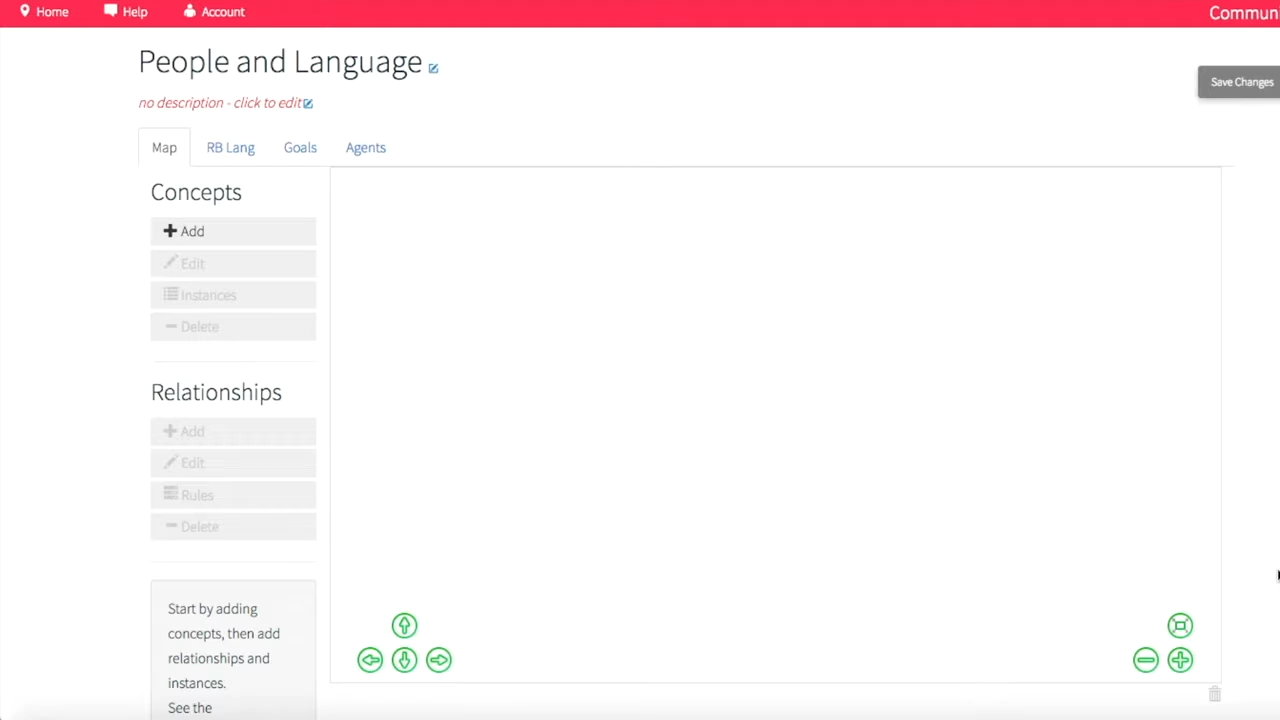 Home Help Account Commun
People and Language
Save Changes
no description - click to edit
Map RB Lang Goals Agents
Concepts
Add
Edit
Instances
Delete
Relationships
Add
Edit
Rules
Delete
Start by adding
concepts, then add
relationships and
instances.
See the